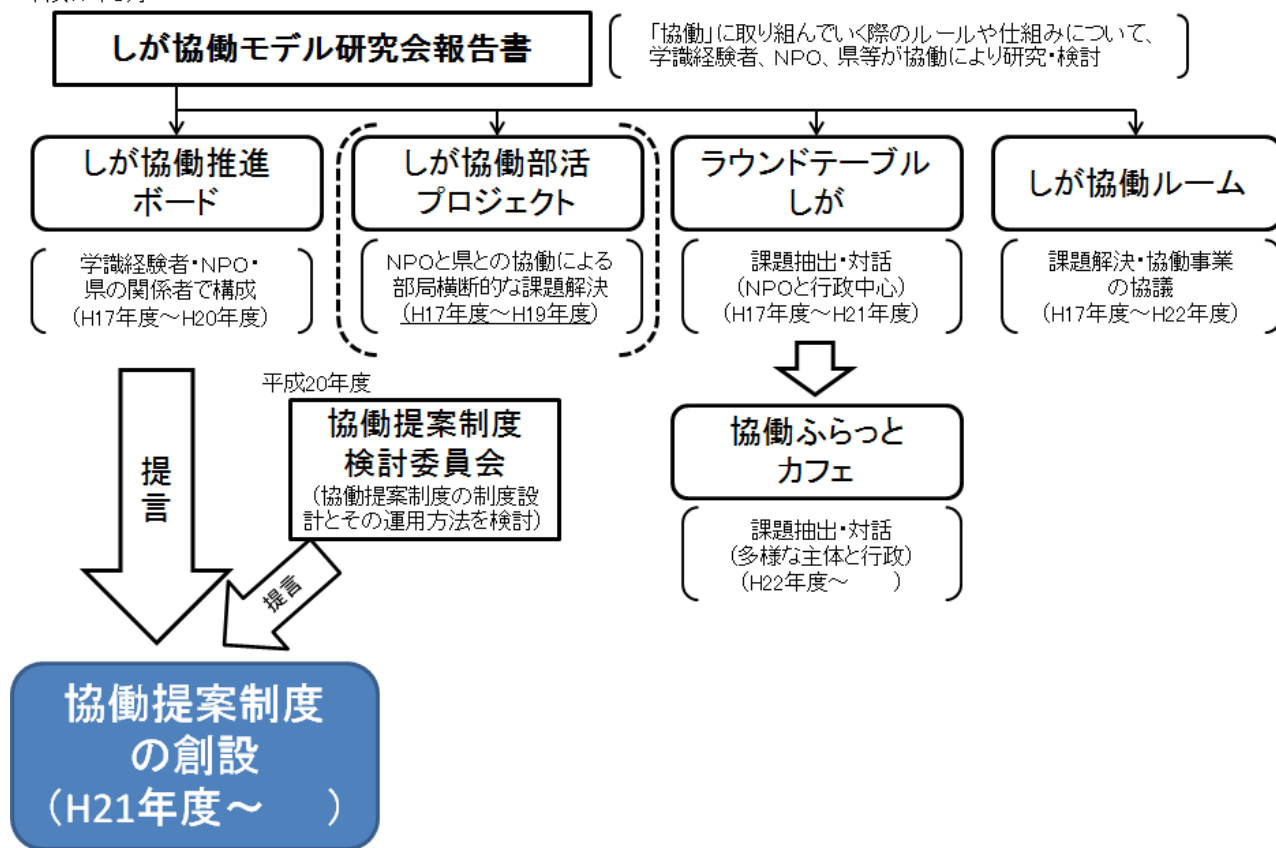 しが協働モデル研究会報告書
「協働」に取り組んでいく際のルールや仕組みについて、
学識経験者、NPO、県等が協働により研究・検討
しが協働推進
ボード
学識経験者・NPO・
県の関係者で構成
(H17年度～H20年度)
しが協働部活
プロジェクト
NPOと県との協働による
部局横断的な課題解決
(H17年度～H19年度)
ラウンドテーブル
しが
課題抽出・対話
(NPOと行政中心)
(H17年度～H21年度)
しが協働ルーム
課題解決・協働事業
の協議
(H17年度～H22年度)
提言
平成20年度
協働提案制度
検討委員会
(協働提案制度の制度設
計とその運用方法を検討)
提言
協働ふらっと
カフェ
課題抽出・対話
(多様な主体と行政)
(H22年度～　　)
協働提案制度
の創設
(H21年度～　　)